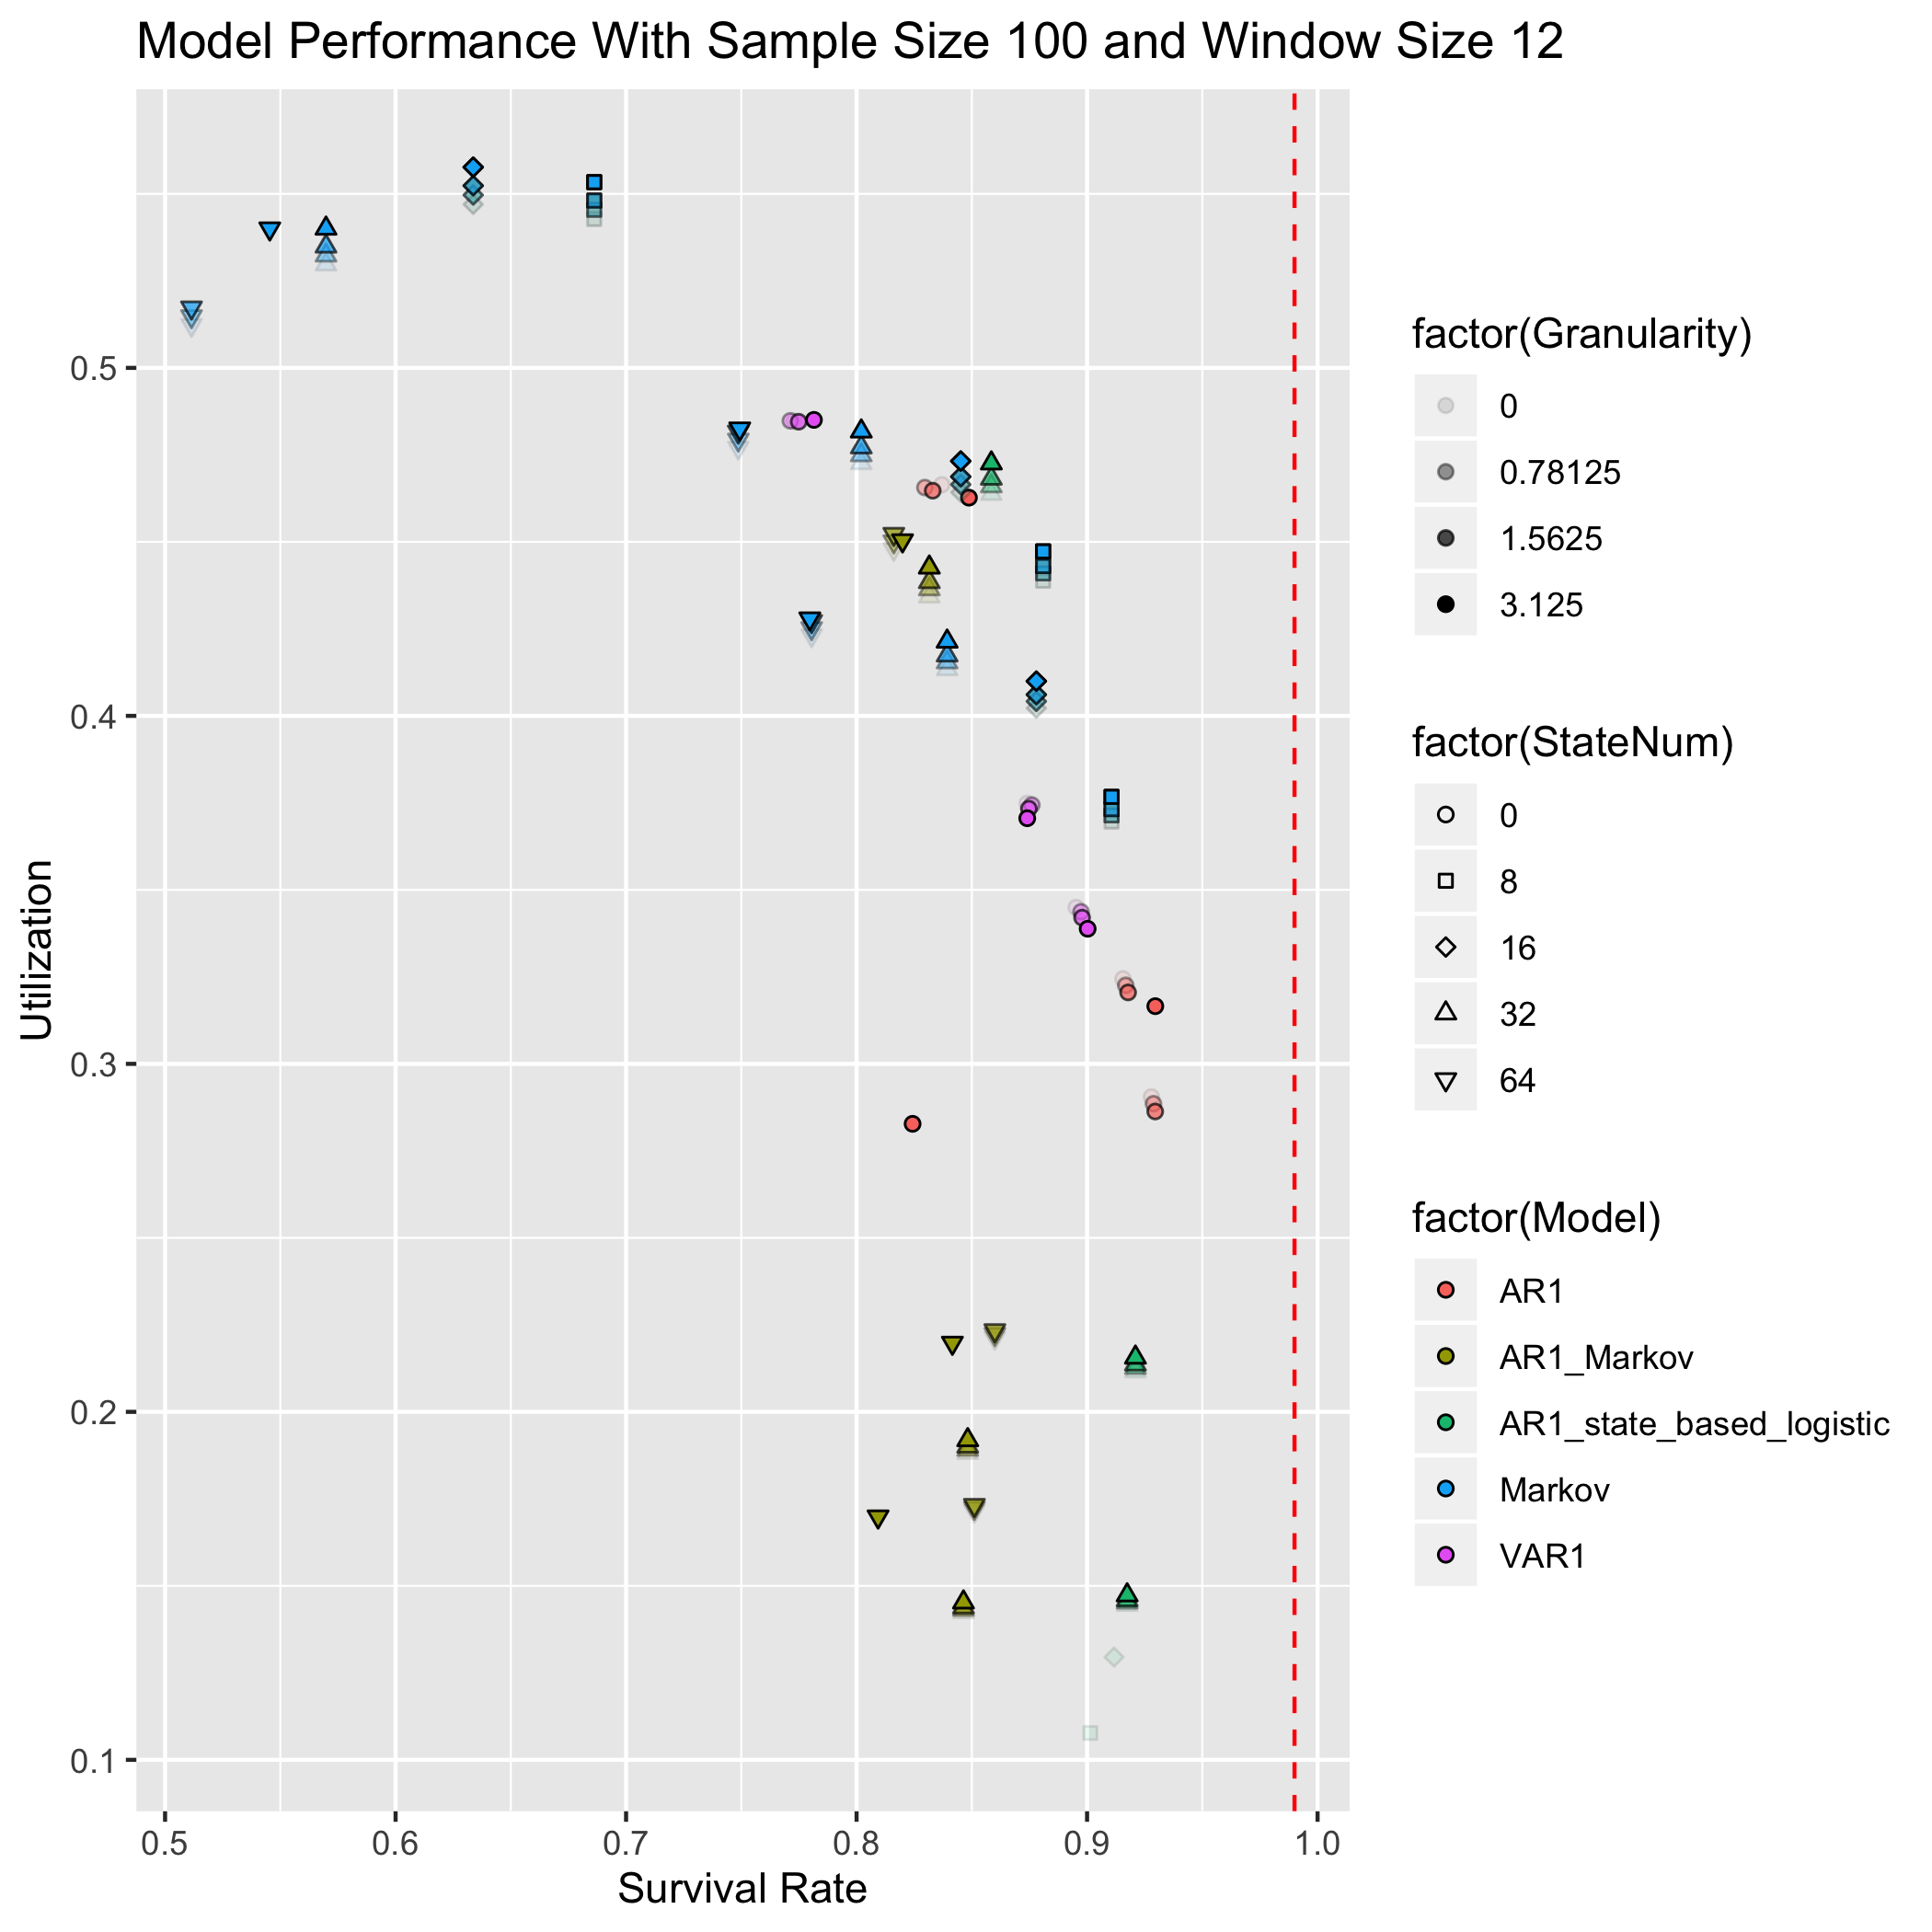 Model Performance With Sample Size 100 and Window Size 12
Utilization
0.5
0.4
0.3
0.2
0.1
0.5 0.6 0.7 0.8 0.9 1.0
Survival Rate
factor(Granularity)
0
0.78125
1.5625
3.125
factor(StateNum)
0
8
16
32
64
factor(Model)
AR1
AR1_Markov
AR1_state_based_logistic
Markov
VAR1